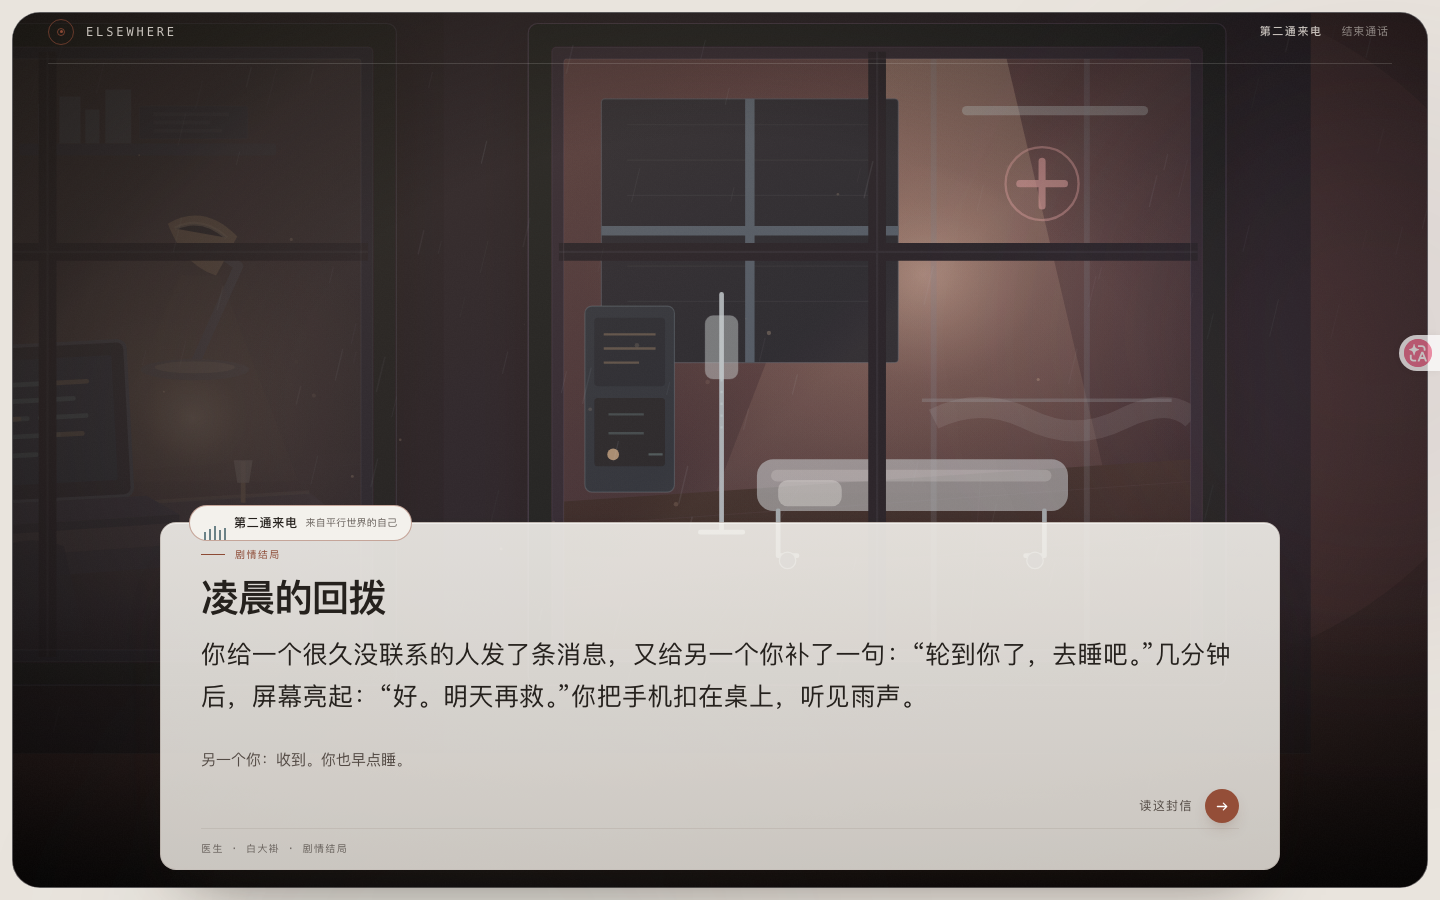 ELSEWHERE
第二通来电 结束通话
第二通来电 来自平行世界的自己
剧情结局
凌晨的回拨
你给一个很久没联系的人发了条消息，又给另一个你补了一句：“轮到你了，去睡吧。”几分钟
后，屏幕亮起：“好。明天再救。”你把手机扣在桌上，听见雨声。
另一个你：收到。你也早点睡。
读这封信
医生 · 白大褂 · 剧情结局